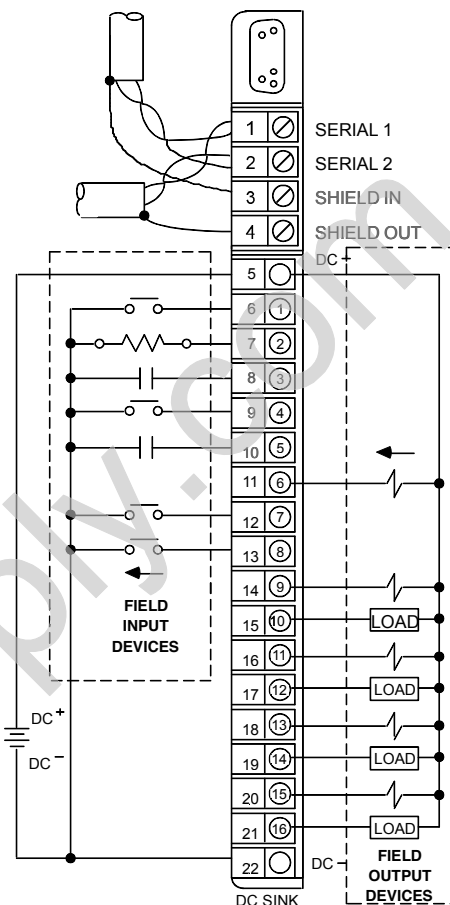 1 SERIAL 1
2 SERIAL 2
3 SHIELD IN
4 SHIELD OUT
DC
5
6 1
7 2
8 3
9 4
10 5
11 6
12 7
13 8
14 9
15 10 LOAD
16 11
17 12 LOAD
18 13
19 14 LOAD
20 15
21 16 LOAD
22
FIELD
INPUT
DEVICES
DC +
DC −
DC −
FIELD
OUTPUT
DEVICES
DC SINK
ply.com